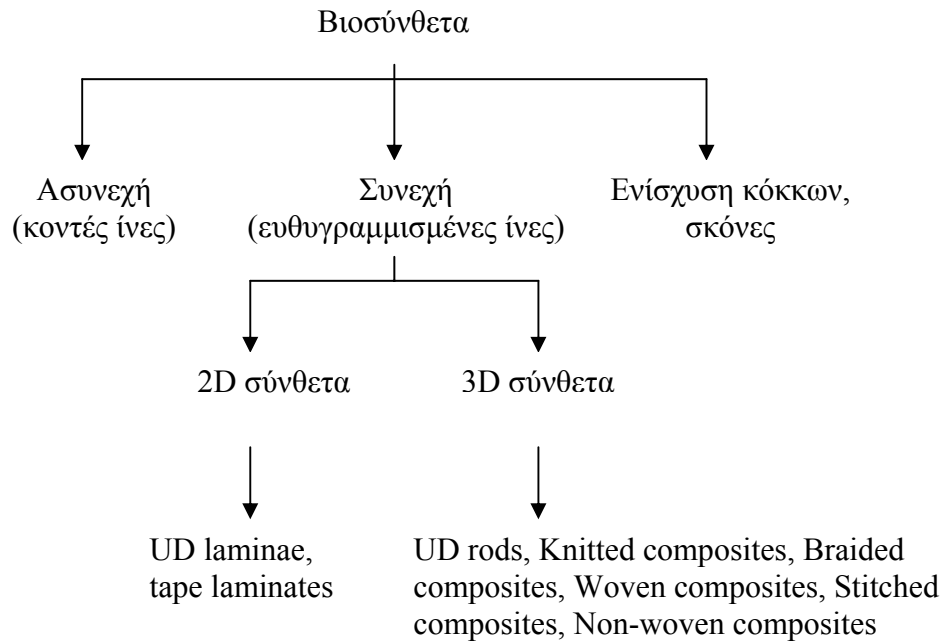 Βιοσύνθετα
Ασυνεχή
(κοντές ίνες)
Συνεχή
(ευθυγραμμισμένες ίνες)
Ενίσχυση κόκκων,
σκόνες
2D σύνθετα
3D σύνθετα
UD laminae,
tape laminates
UD rods, Knitted composites, Braided
composites, Woven composites, Stitched
composites, Non-woven composites